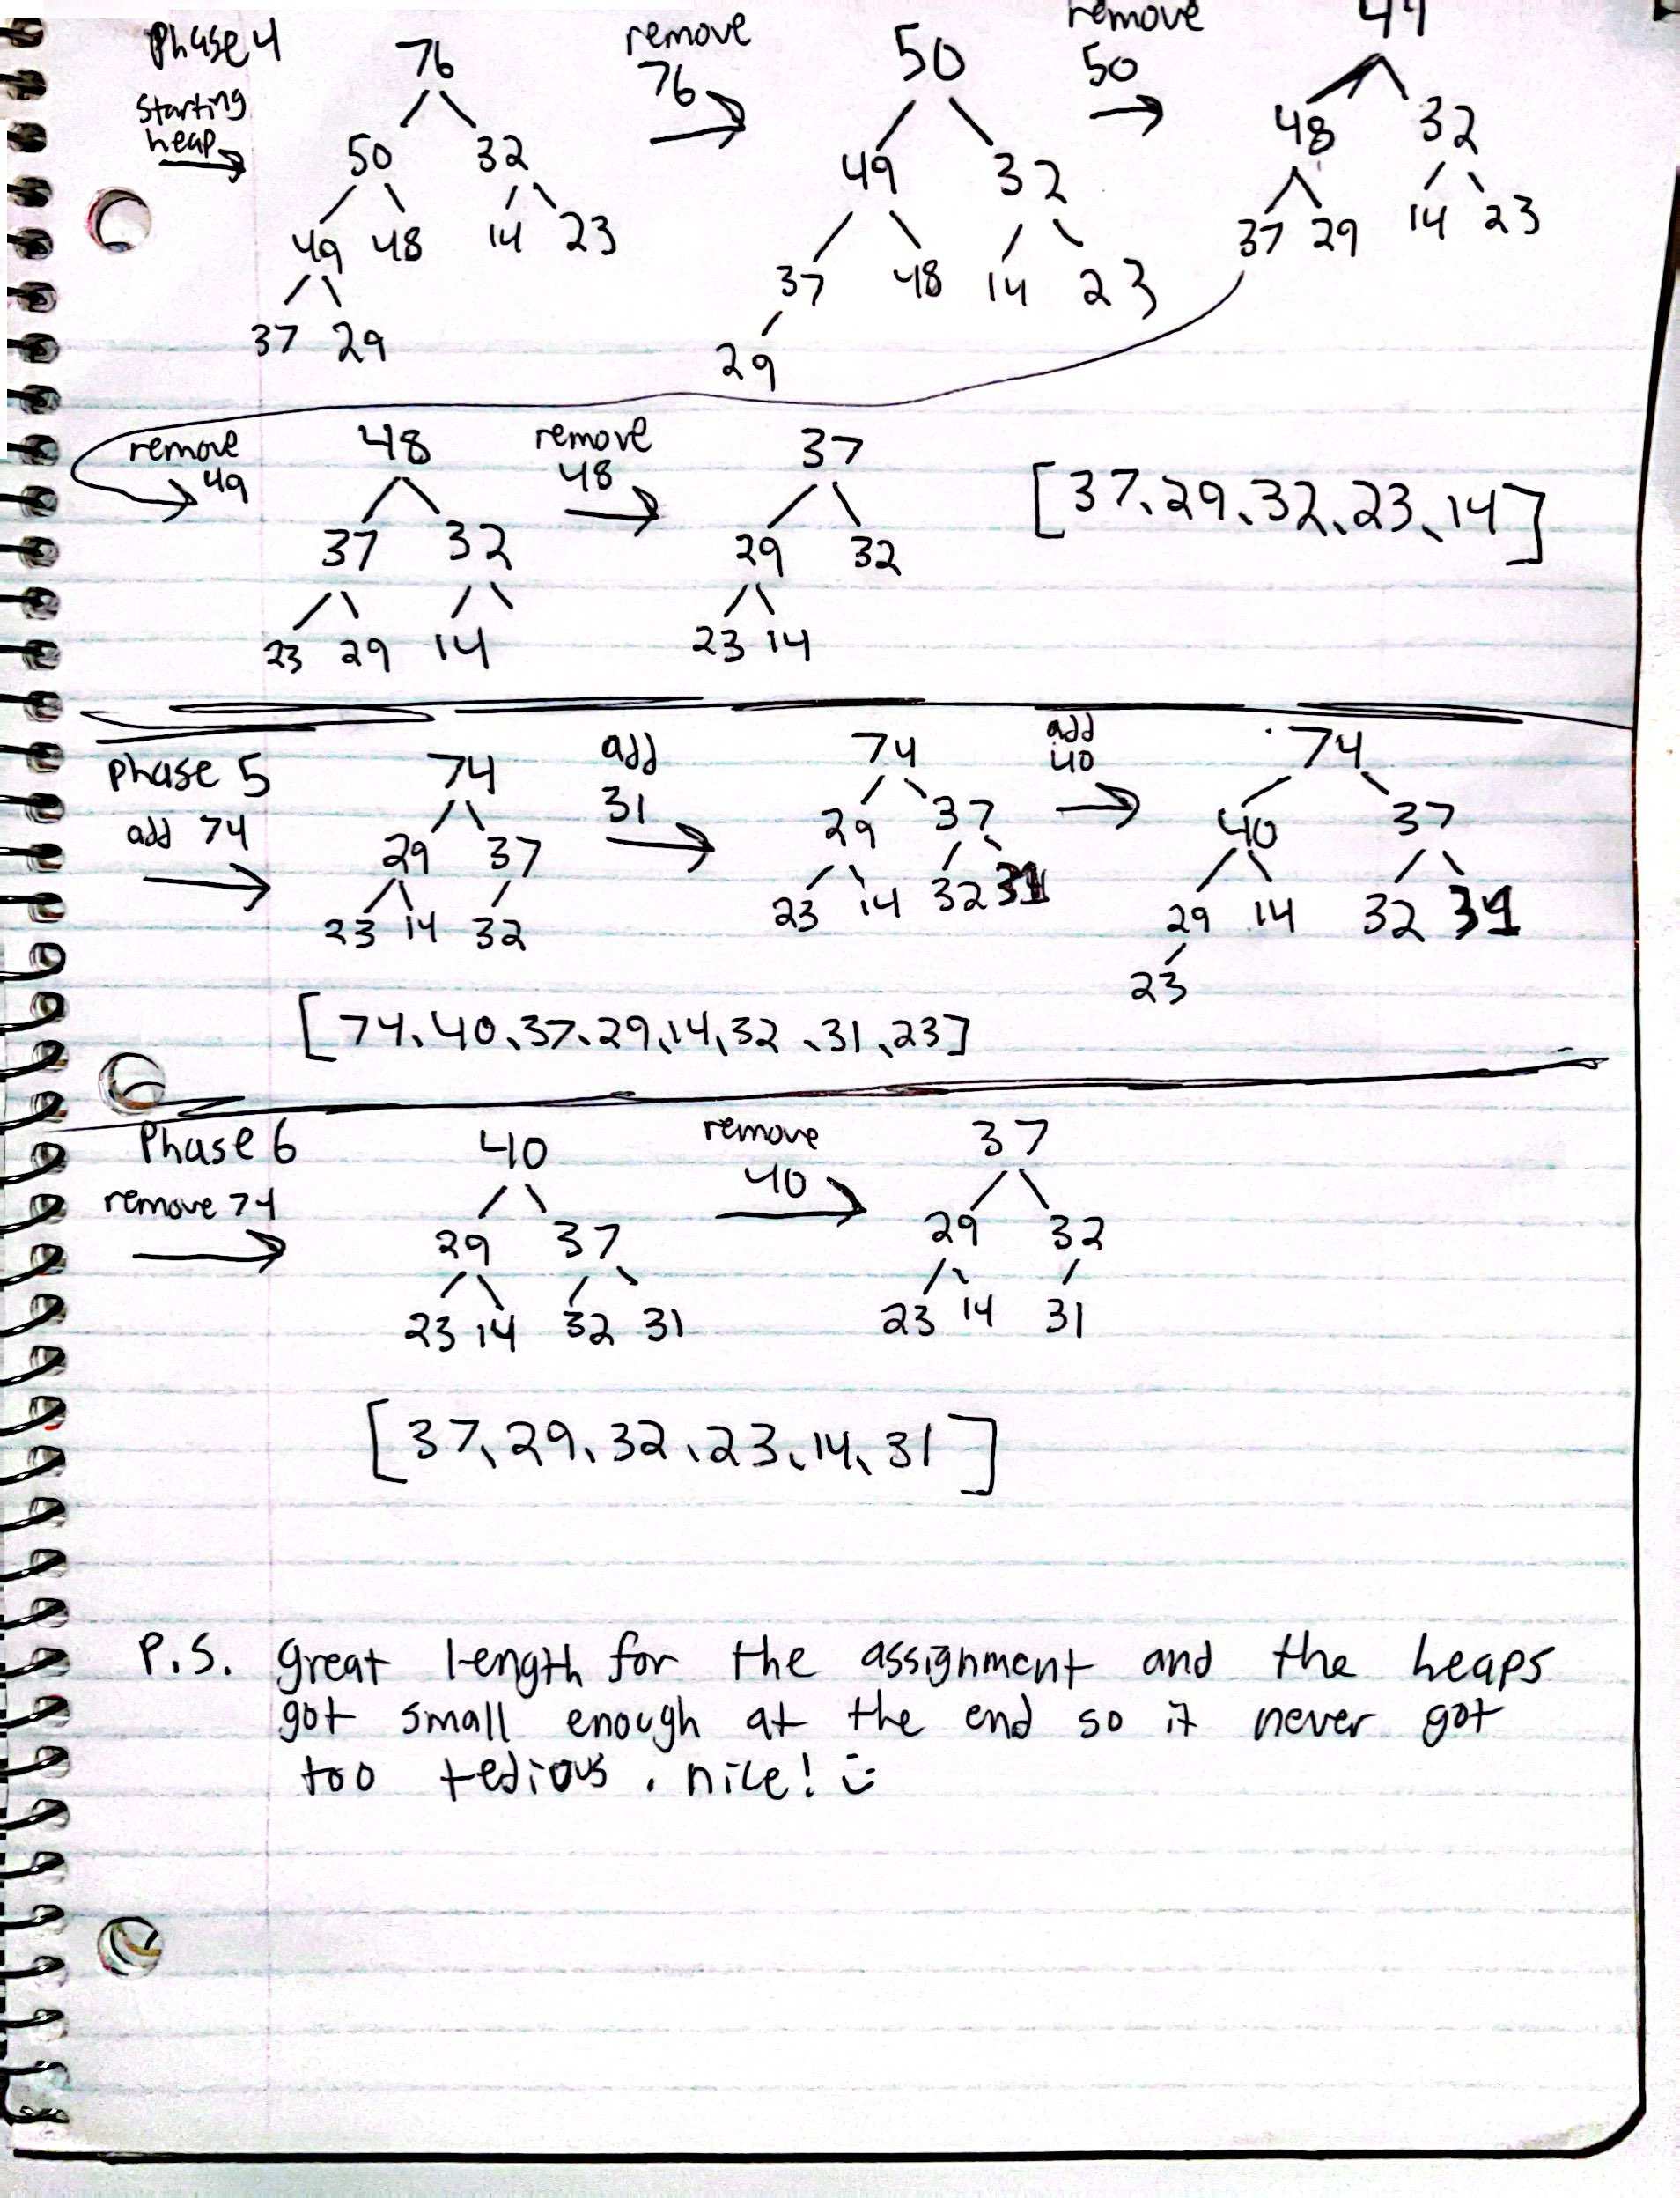 Phase 4
starting
heap
76
50 32
49 48 14 23
37 29
remove
76
50
49 32
37 48 14 23
29
remove
50
49
48 32
37 29 14 23
remove
49
48
37 32
23 29 14
remove
48
37
29 32
23 14
[37, 29, 32, 23, 14]
Phase 5
add 74
74
29 37
23 14 32
add
31
74
29 37
23 14 32 31
add
40
74
40 37
29 14 32 31
23
[74, 40, 37, 29, 14, 32, 31, 23]
Phase 6
remove 74
40
29 37
23 14 32 31
remove
40
37
29 32
23 14 31
[37, 29, 32, 23, 14, 31]
P.S. great length for the assignment and the heaps
got small enough at the end so it never got
too tedious. nice! :)